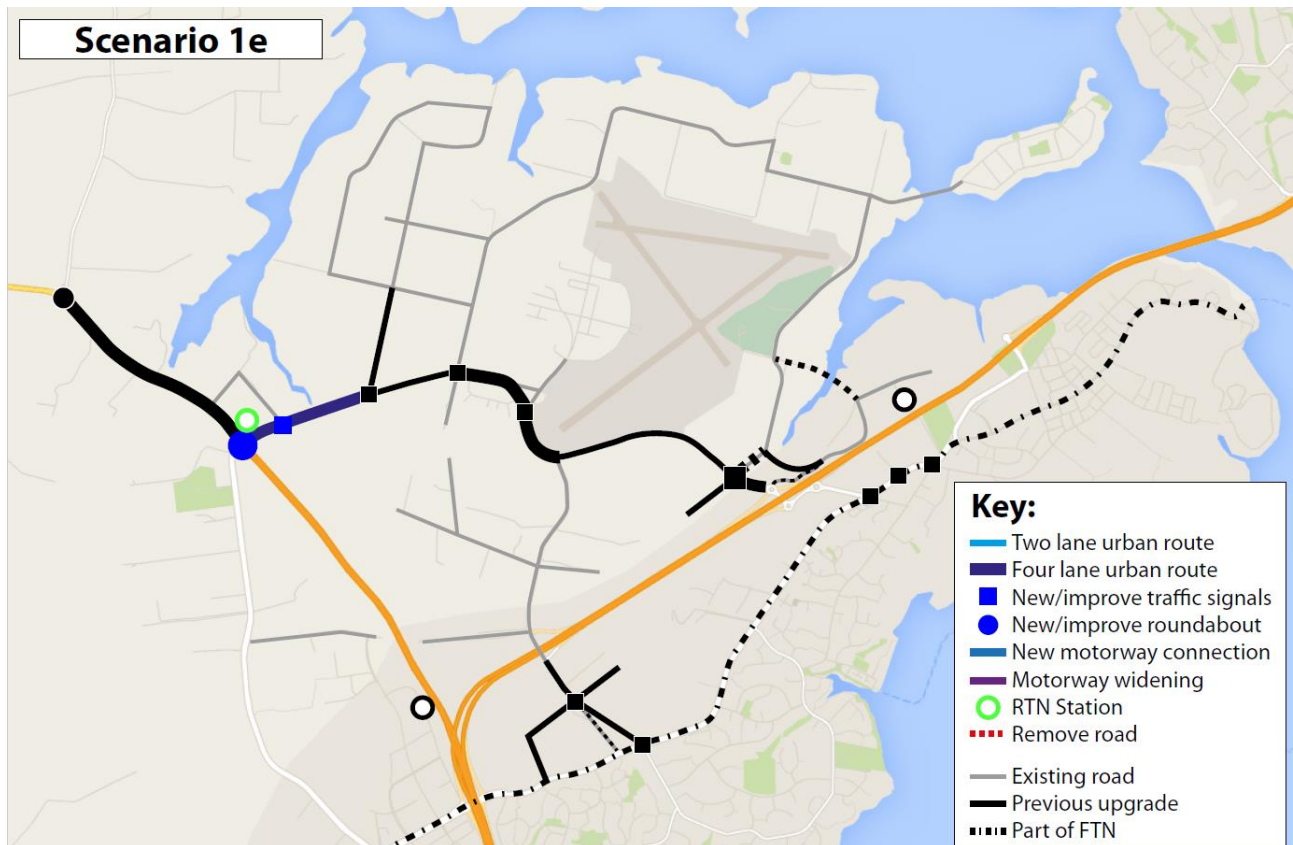 Scenario 1e
Key:
Two lane urban route
Four lane urban route
New/improve traffic signals
New/improve roundabout
New motorway connection
Motorway widening
RTN Station
Remove road
Existing road
Previous upgrade
Part of FTN